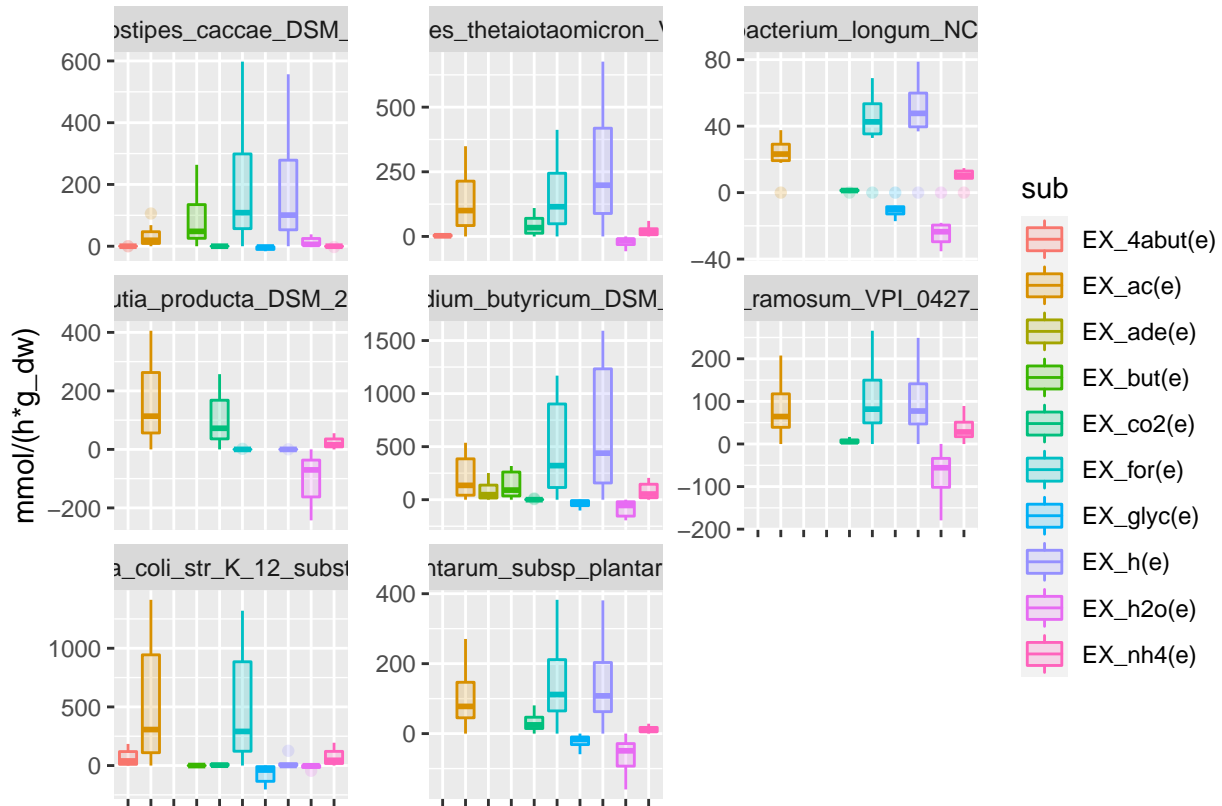 ostipes_caccae_DSM_
es_thetaiotaomicron_V
bacterium_longum_NC
600
400
200
0
500
250
0
80
40
0
−40
utia_producta_DSM_2
dium_butyricum_DSM_
_ramosum_VPI_0427_
400
200
0
−200
1500
1000
500
0
200
100
0
−100
−200
a_coli_str_K_12_subst
ntarum_subsp_plantar
1000
500
0
400
200
0
mmol/(h*g_dw)
sub
EX_4abut(e)
EX_ac(e)
EX_ade(e)
EX_but(e)
EX_co2(e)
EX_for(e)
EX_glyc(e)
EX_h(e)
EX_h2o(e)
EX_nh4(e)